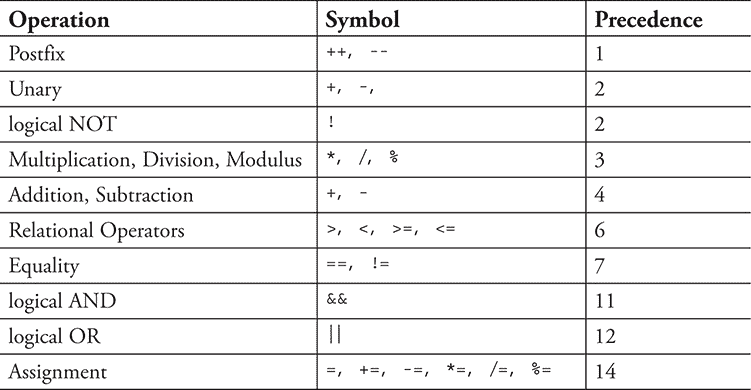 Operation Symbol Precedence
Postfix ++, -- 1
Unary +, -, 2
logical NOT ! 2
Multiplication, Division, Modulus *, /, % 3
Addition, Subtraction +, - 4
Relational Operators >, <, >=, <= 6
Equality ==, != 7
logical AND && 11
logical OR || 12
Assignment =, +=, -=, *=, /=, %= 14